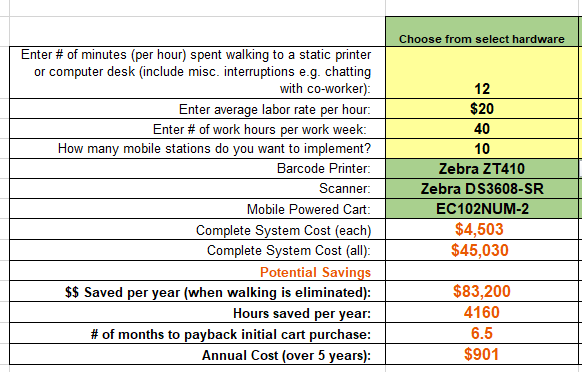 Choose from select hardware
Enter # of minutes (per hour) spent walking to a static printer
or computer desk (include misc. interruptions e.g. chatting
with co-worker): 12
Enter average labor rate per hour: $20
Enter # of work hours per work week: 40
How many mobile stations do you want to implement? 10
Barcode Printer: Zebra ZT410
Scanner: Zebra DS3608-SR
Mobile Powered Cart: EC102NUM-2
Complete System Cost (each) $4,503
Complete System Cost (all): $45,030
Potential Savings
$$ Saved per year (when walking is eliminated): $83,200
Hours saved per year: 4160
# of months to payback initial cart purchase: 6.5
Annual Cost (over 5 years): $901